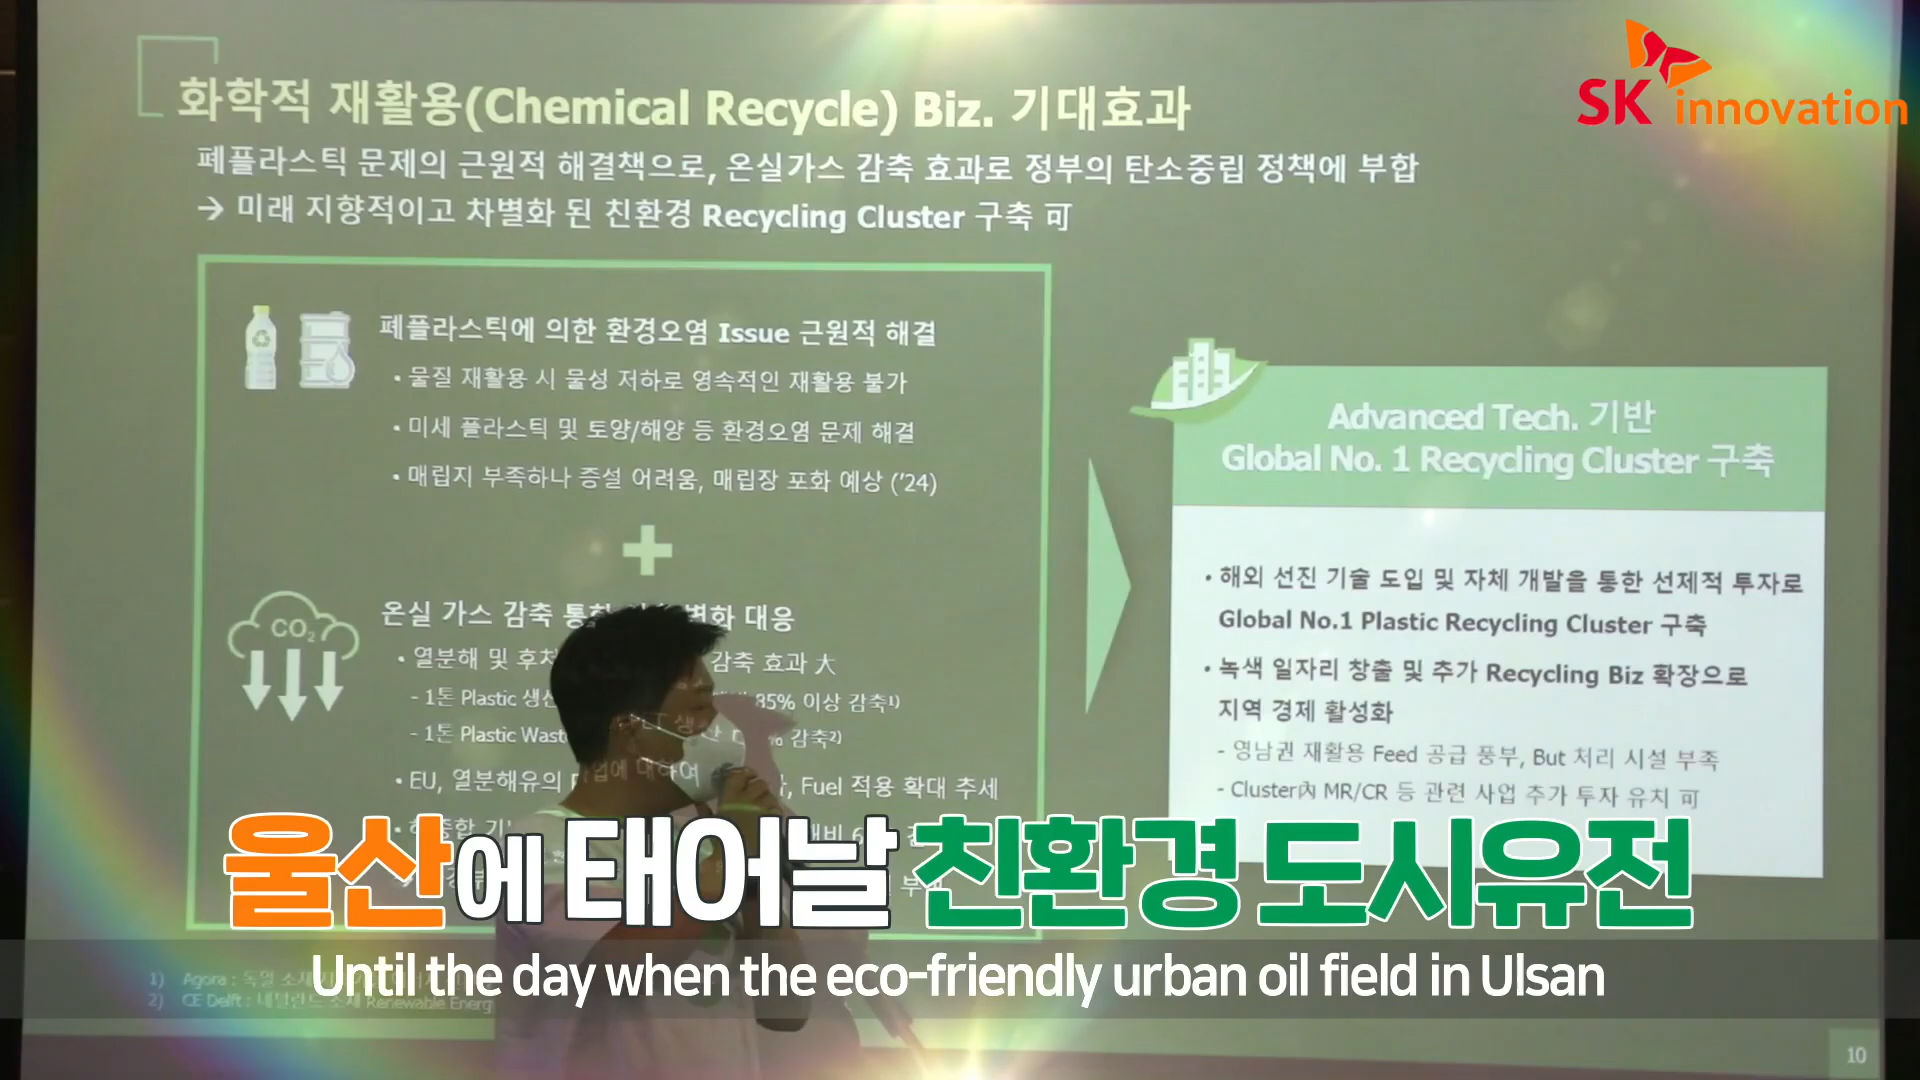 SK innovation
화학적 재활용(Chemical Recycle) Biz. 기대효과
폐플라스틱 문제의 근원적 해결책으로, 온실가스 감축 효과로 정부의 탄소중립 정책에 부합
→ 미래 지향적이고 차별화 된 친환경 Recycling Cluster 구축 可
폐플라스틱에 의한 환경오염 Issue 근원적 해결
• 물질 재활용 시 물성 저하로 영속적인 재활용 불가
• 미세 플라스틱 및 토양/해양 등 환경오염 문제 해결
• 매립지 부족하나 증설 어려움, 매립장 포화 예상 ('24)
CO₂
온실 가스 감축 대응
• 열분해 및 감축 효과 大
- 1톤 Plastic 85% 이상 감축1)
- 1톤 Plastic 감축2)
• EU, 열분해유의 Fuel 적용 확대 추세
Advanced Tech. 기반
Global No. 1 Recycling Cluster 구축
• 해외 선진 기술 도입 및 자체 개발을 통한 선제적 투자로
Global No.1 Plastic Recycling Cluster 구축
• 녹색 일자리 창출 및 추가 Recycling Biz 확장으로
지역 경제 활성화
- 영남권 재활용 Feed 공급 풍부, But 처리 시설 부족
- Cluster內 MR/CR 등 관련 사업 추가 투자 유치 可
울산에 태어날 친환경 도시유전
Until the day when the eco-friendly urban oil field in Ulsan
1) Agora : 독일
2) CE Delft : 네덜란드 소재 Renewable Energ
10